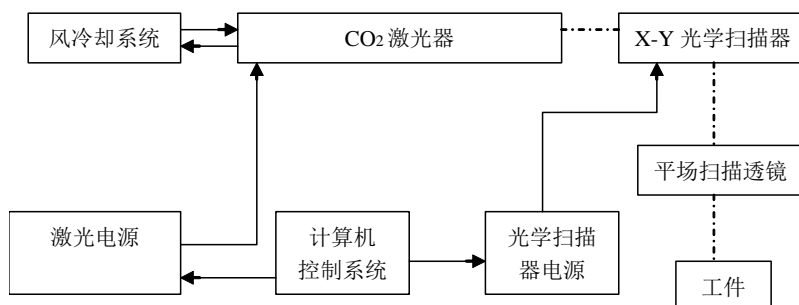 风冷却系统
CO₂ 激光器
X-Y 光学扫描器
平场扫描透镜
激光电源
计算机
控制系统
光学扫描
器电源
工件